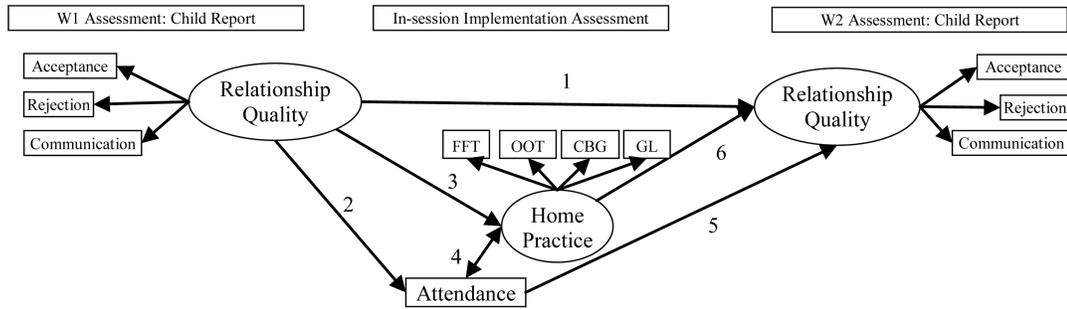 W1 Assessment: Child Report
In-session Implementation Assessment
W2 Assessment: Child Report
Acceptance
Rejection
Communication
Relationship
Quality
1
Relationship
Quality
Acceptance
Rejection
Communication
FFT
OOT
CBG
GL
6
3
2
Home
Practice
5
4
Attendance